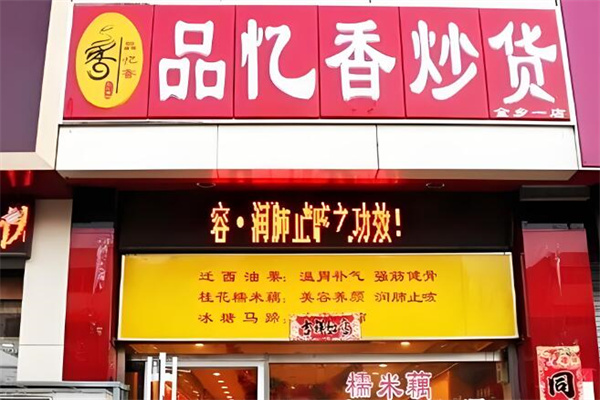 香 品忆香
品忆香炒货
金乡一店
容·润肺止咳之功效!
迁西油栗:温胃补气 强筋健骨
桂花糯米藕:美容养颜 润肺止咳
冰糖马蹄:
糯米藕
同